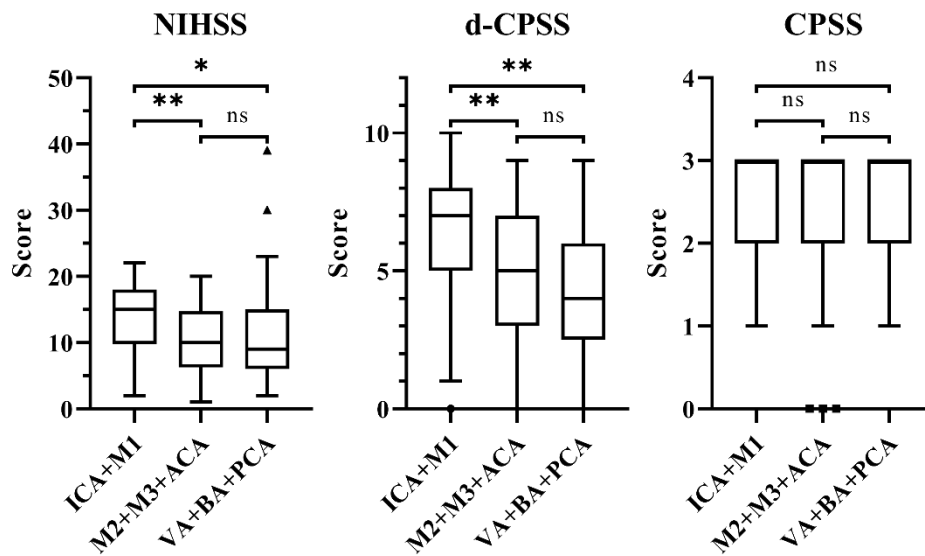 NIHSS
*
**
ns
50
40
30
20
10
0
Score
ICA+M1
M2+M3+ACA
VA+BA+PCA
d-CPSS
**
**
ns
10
5
0
Score
ICA+M1
M2+M3+ACA
VA+BA+PCA
CPSS
ns
ns
ns
4
3
2
1
0
Score
ICA+M1
M2+M3+ACA
VA+BA+PCA